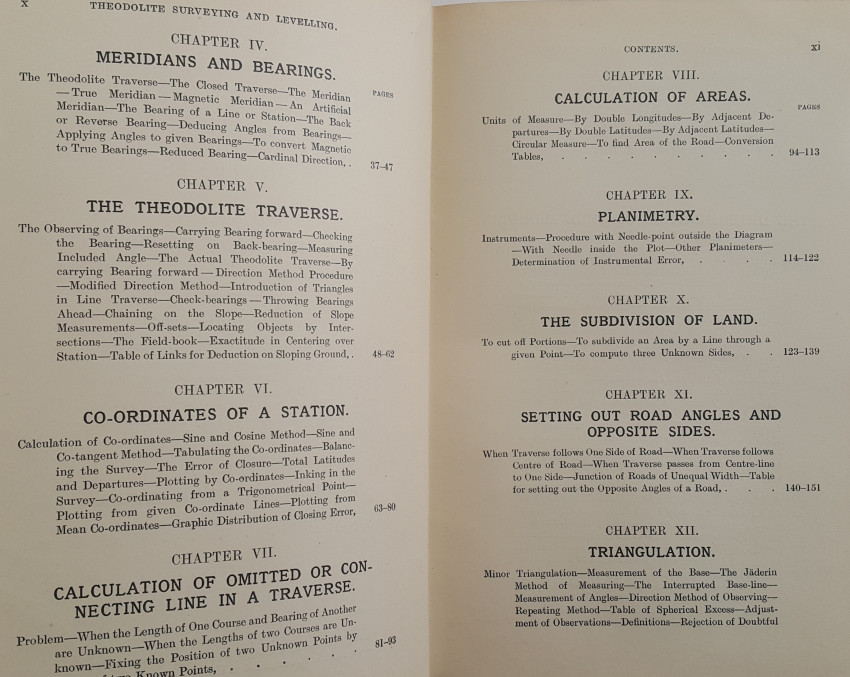 x
THEODOLITE SURVEYING AND LEVELLING.
CHAPTER IV.
MERIDIANS AND BEARINGS.
PAGES
The Theodolite Traverse—The Closed Traverse—The Meridian
—True Meridian—Magnetic Meridian—An Artificial
Meridian—The Bearing of a Line or Station—The Back
or Reverse Bearing—Deducing Angles from Bearings—
Applying Angles to given Bearings—To convert Magnetic
to True Bearings—Reduced Bearing—Cardinal Direction, . 37–47
CHAPTER V.
THE THEODOLITE TRAVERSE.
The Observing of Bearings—Carrying Bearing forward—Checking
the Bearing—Resetting on Back-bearing—Measuring
Included Angle—The Actual Theodolite Traverse—By
carrying Bearing forward—Direction Method Procedure
—Modified Direction Method—Introduction of Triangles
in Line Traverse—Check-bearings—Throwing Bearings
Ahead—Chaining on the Slope—Reduction of Slope
Measurements—Off-sets—Locating Objects by Inter-
sections—The Field-book—Exactitude in Centering over
Station—Table of Links for Deduction on Sloping Ground, . 48–62
CHAPTER VI.
CO-ORDINATES OF A STATION.
Calculation of Co-ordinates—Sine and Cosine Method—Sine and
Co-tangent Method—Tabulating the Co-ordinates—Balanc-
ing the Survey—The Error of Closure—Total Latitudes
and Departures—Plotting by Co-ordinates—Inking in the
Survey—Co-ordinating from a Trigonometrical Point—
Plotting from given Co-ordinate Lines—Plotting from
Mean Co-ordinates—Graphic Distribution of Closing Error, 63–80
CHAPTER VII.
CALCULATION OF OMITTED OR CON-
NECTING LINE IN A TRAVERSE.
Problem—When the Length of One Course and Bearing of Another
are Unknown—When the Lengths of two Courses are Un-
known—Fixing the Position of two Unknown Points by
Known Points, . . . . . . 81–93
CONTENTS.
xi
CHAPTER VIII.
CALCULATION OF AREAS.
PAGES
Units of Measure—By Double Longitudes—By Adjacent De-
partures—By Double Latitudes—By Adjacent Latitudes—
Circular Measure—To find Area of the Road—Conversion
Tables, . . . . . . . . . . 94–113
CHAPTER IX.
PLANIMETRY.
Instruments—Procedure with Needle-point outside the Diagram
—With Needle inside the Plot—Other Planimeters—
Determination of Instrumental Error, . . . . 114–122
CHAPTER X.
THE SUBDIVISION OF LAND.
To cut off Portions—To subdivide an Area by a Line through a
given Point—To compute three Unknown Sides, . . 123–139
CHAPTER XI.
SETTING OUT ROAD ANGLES AND
OPPOSITE SIDES.
When Traverse follows One Side of Road—When Traverse follows
Centre of Road—When Traverse passes from Centre-line
to One Side—Junction of Roads of Unequal Width—Table
for setting out the Opposite Angles of a Road, . . . 140–151
CHAPTER XII.
TRIANGULATION.
Minor Triangulation—Measurement of the Base—The Jäderin
Method of Measuring—The Interrupted Base-line—
Measurement of Angles—Direction Method of Observing—
Repeating Method—Table of Spherical Excess—Adjust-
ment of Observations—Definitions—Rejection of Doubtful